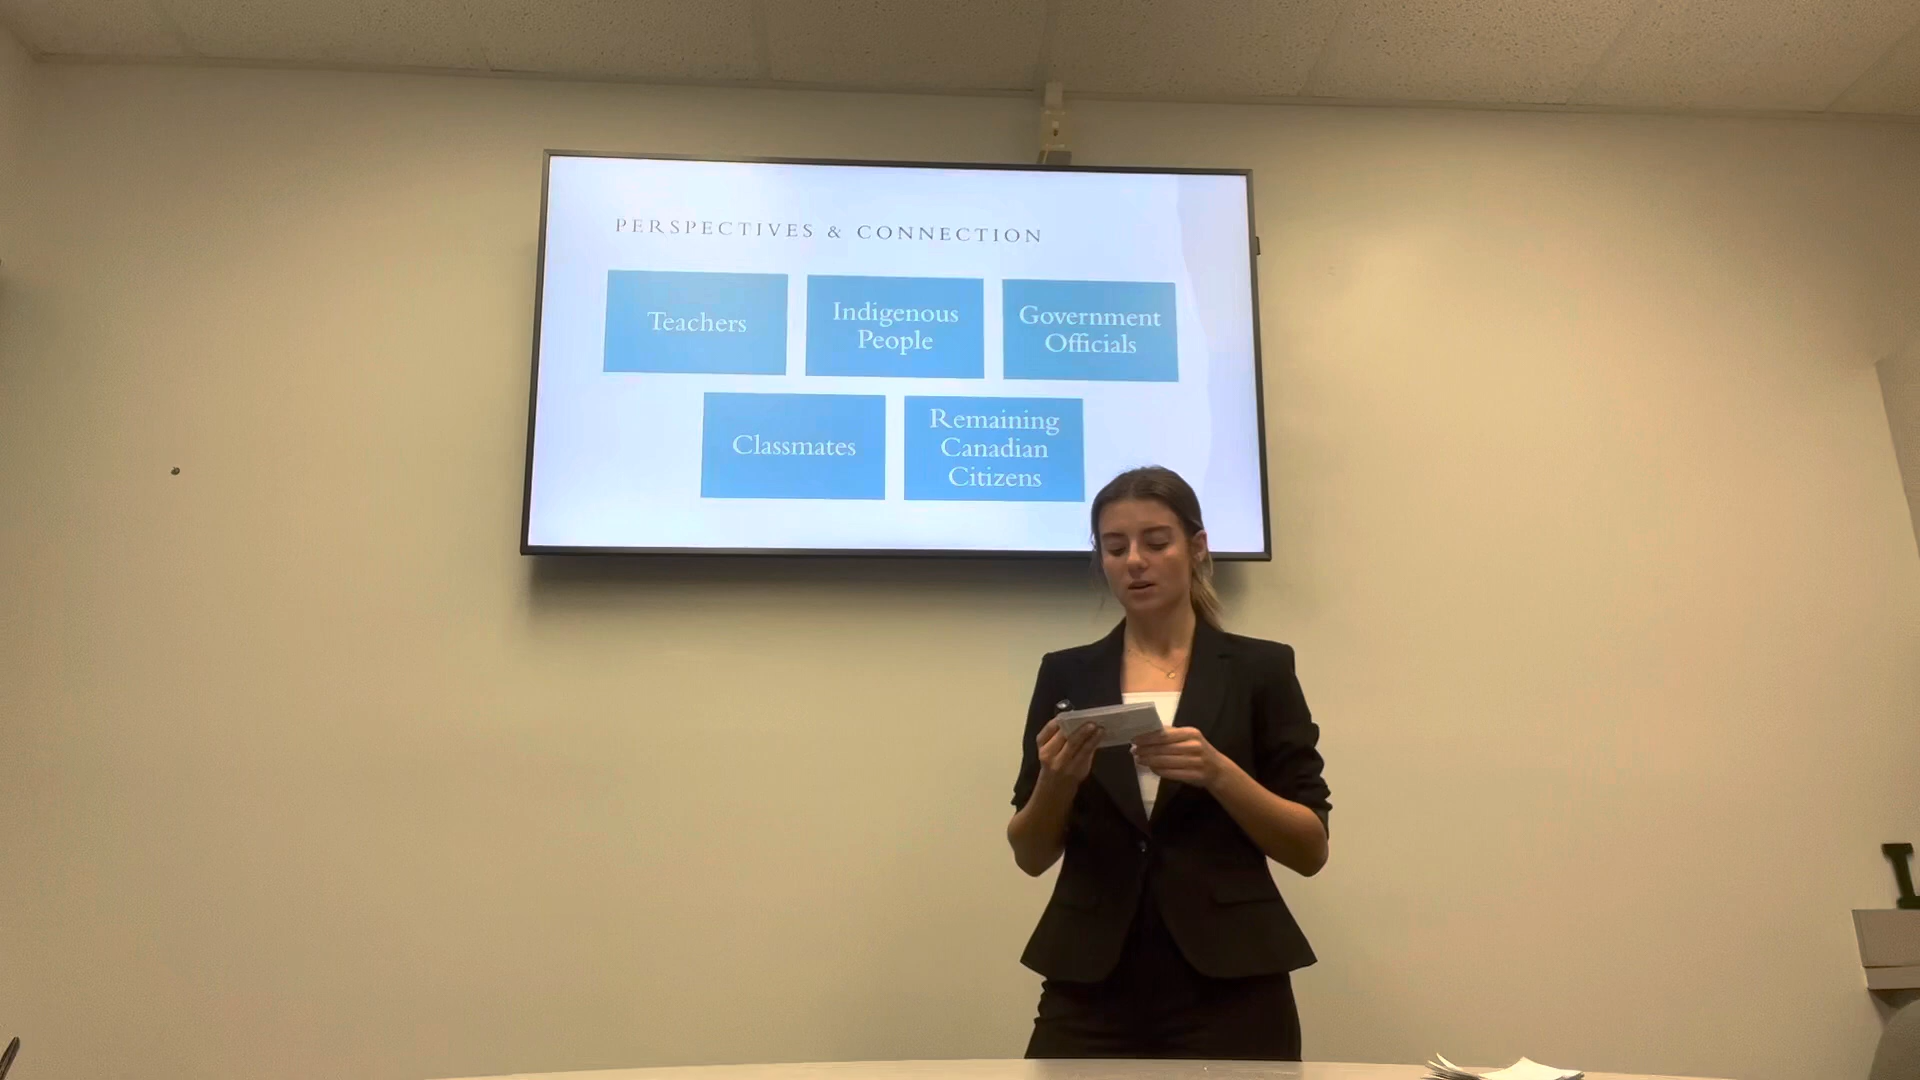 PERSPECTIVES & CONNECTION
Teachers
Indigenous
People
Government
Officials
Classmates
Remaining
Canadian
Citizens